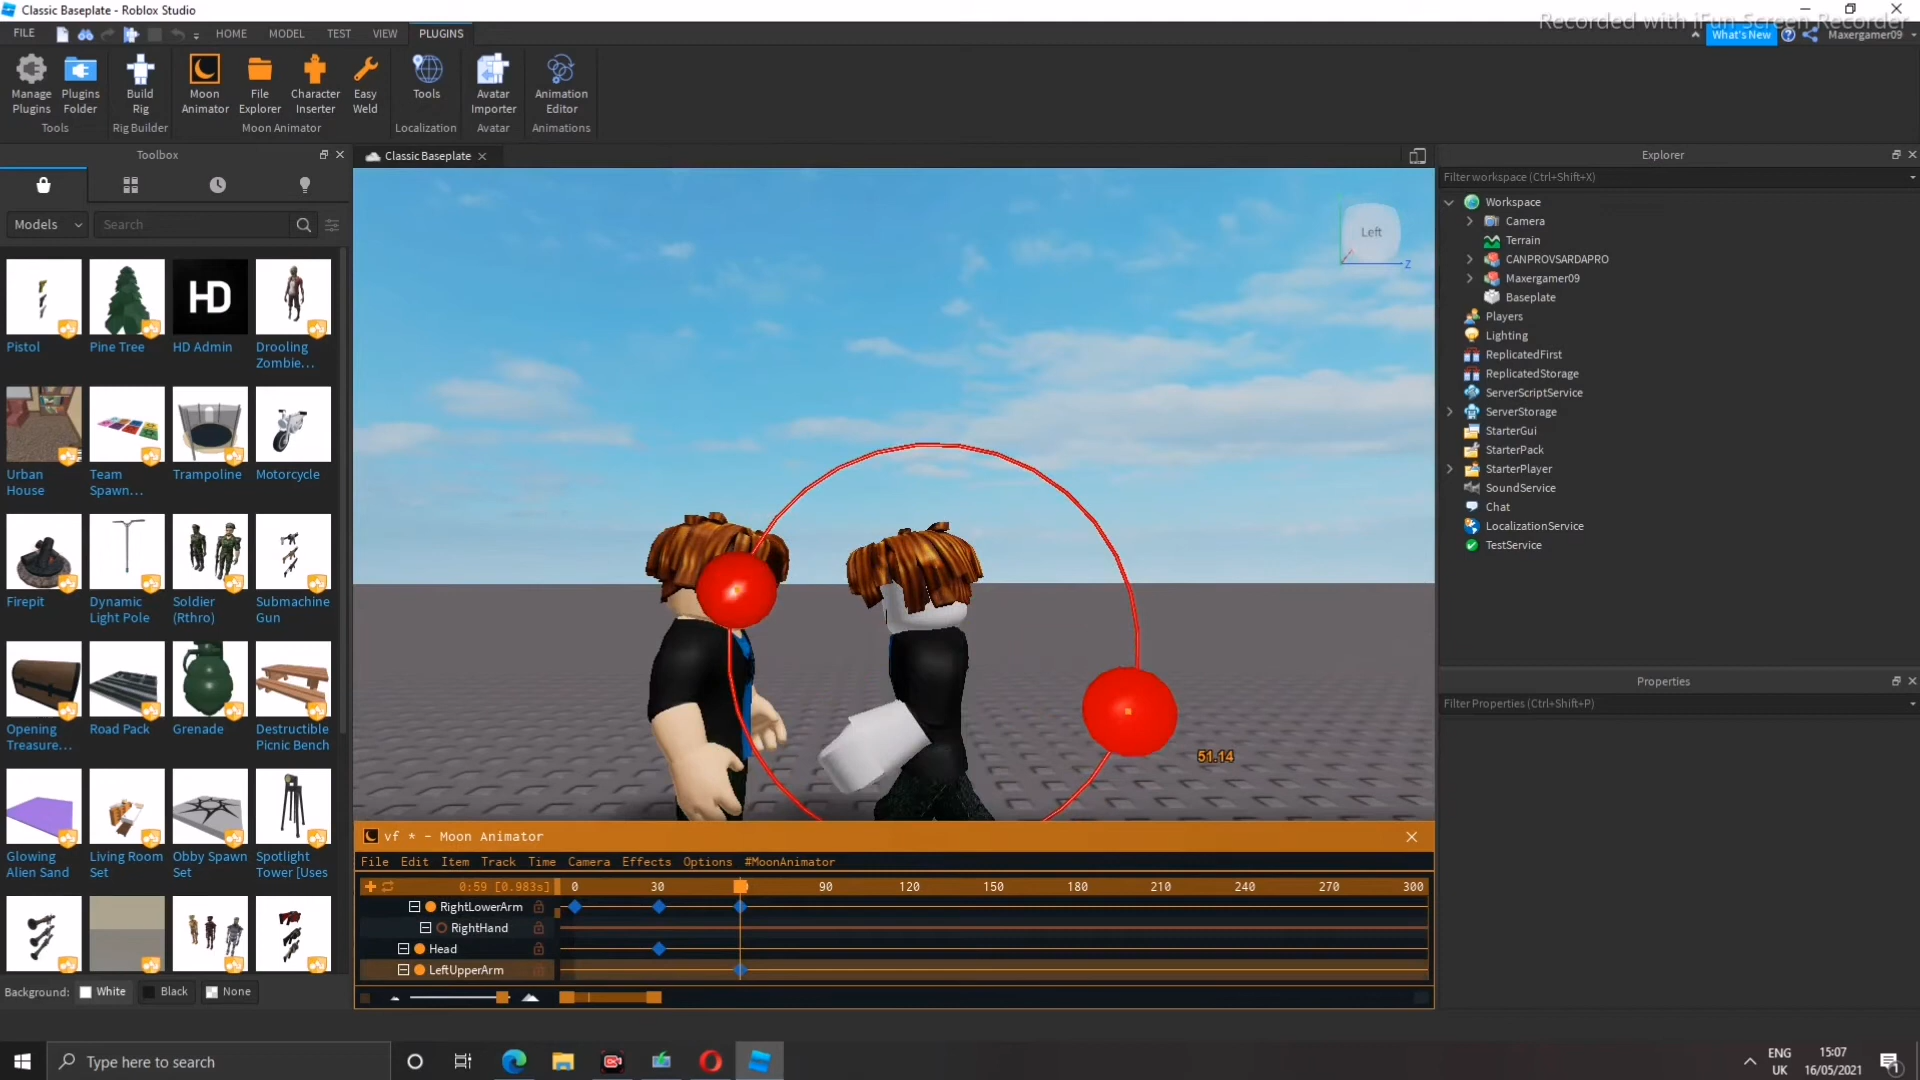 Classic Baseplate - Roblox Studio
Recorded with iFun Screen Recorder
FILE HOME MODEL TEST VIEW PLUGINS
What's New Maxergamer09
Manage Plugins Plugins Folder Build Rig Moon Animator File Explorer Character Inserter Easy Weld Tools Avatar Importer Animation Editor
Tools Rig Builder Moon Animator Localization Avatar Animations
Toolbox
Classic Baseplate
Models Search
Pistol Pine Tree HD Admin Drooling Zombie...
HD
Urban House Team Spawn... Trampoline Motorcycle
Firepit Dynamic Light Pole Soldier (Rthro) Submachine Gun
Opening Treasure... Road Pack Grenade Destructible Picnic Bench
Glowing Alien Sand Living Room Set Obby Spawn Set Spotlight Tower [Uses
Background: White Black None
Left
Z
51.14
vf * - Moon Animator
File Edit Item Track Time Camera Effects Options #MoonAnimator
0:59 [0.983s] 0 30 90 120 150 180 210 240 270 300
RightLowerArm
RightHand
Head
LeftUpperArm
Explorer
Filter workspace (Ctrl+Shift+X)
Workspace
Camera
Terrain
CANPROVSARDAPRO
Maxergamer09
Baseplate
Players
Lighting
ReplicatedFirst
ReplicatedStorage
ServerScriptService
ServerStorage
StarterGui
StarterPack
StarterPlayer
SoundService
Chat
LocalizationService
TestService
Properties
Filter Properties (Ctrl+Shift+P)
Type here to search
ENG
UK
15:07
16/05/2021
1